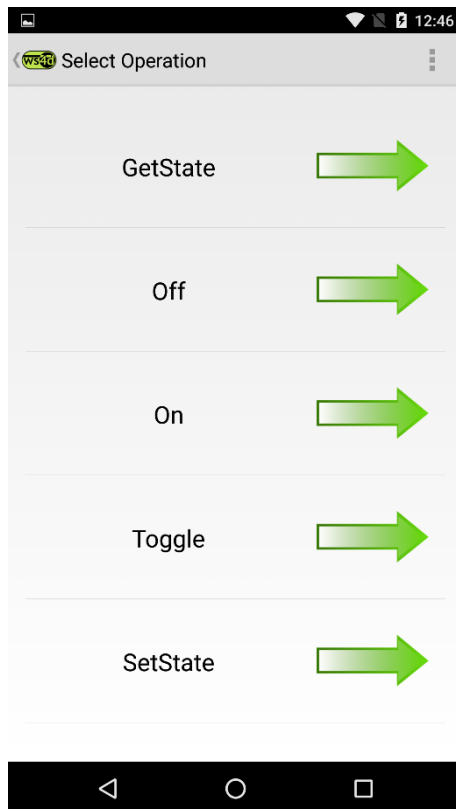 12:46
ws4d Select Operation
GetState
Off
On
Toggle
SetState